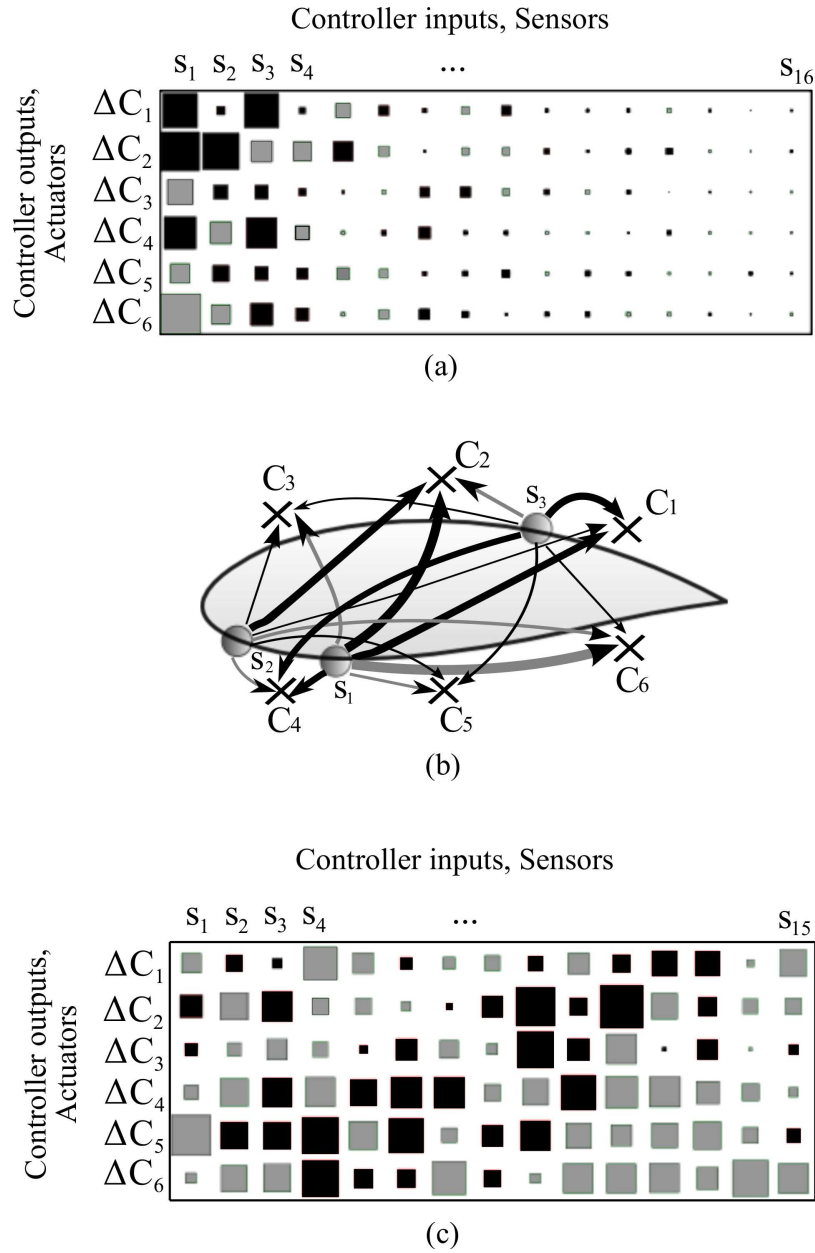 Controller inputs, Sensors
s₁ s₂ s₃ s₄ ... s₁₆
Controller outputs,
Actuators
ΔC₁
ΔC₂
ΔC₃
ΔC₄
ΔC₅
ΔC₆
(a)
C₃ C₂ s₃ C₁
s₂ s₁ C₄ C₅ C₆
(b)
Controller inputs, Sensors
s₁ s₂ s₃ s₄ ... s₁₅
Controller outputs,
Actuators
ΔC₁
ΔC₂
ΔC₃
ΔC₄
ΔC₅
ΔC₆
(c)